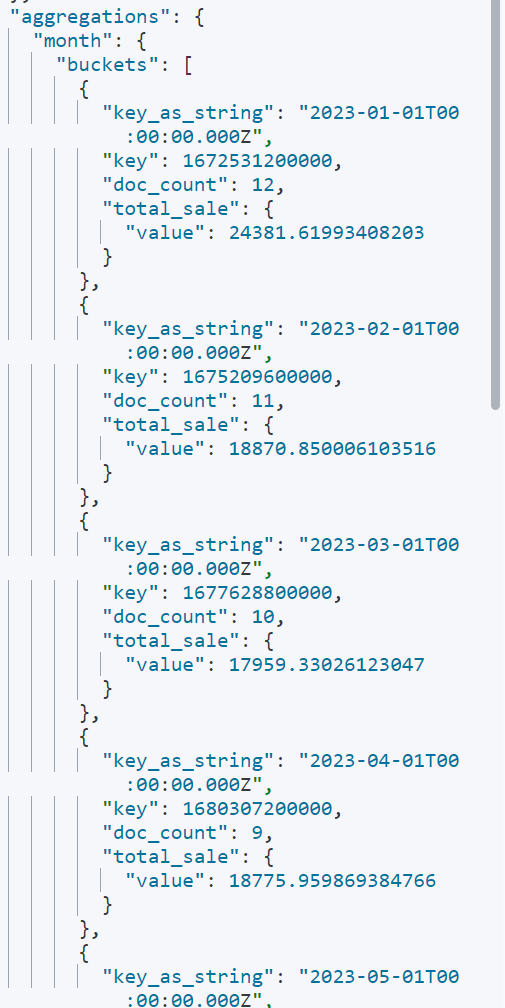 "aggregations": {
"month": {
"buckets": [
{
"key_as_string": "2023-01-01T00
:00:00.000Z",
"key": 1672531200000,
"doc_count": 12,
"total_sale": {
"value": 24381.61993408203
}
},
{
"key_as_string": "2023-02-01T00
:00:00.000Z",
"key": 1675209600000,
"doc_count": 11,
"total_sale": {
"value": 18870.850006103516
}
},
{
"key_as_string": "2023-03-01T00
:00:00.000Z",
"key": 1677628800000,
"doc_count": 10,
"total_sale": {
"value": 17959.33026123047
}
},
{
"key_as_string": "2023-04-01T00
:00:00.000Z",
"key": 1680307200000,
"doc_count": 9,
"total_sale": {
"value": 18775.959869384766
}
},
{
"key_as_string": "2023-05-01T00
:00:00.000Z",